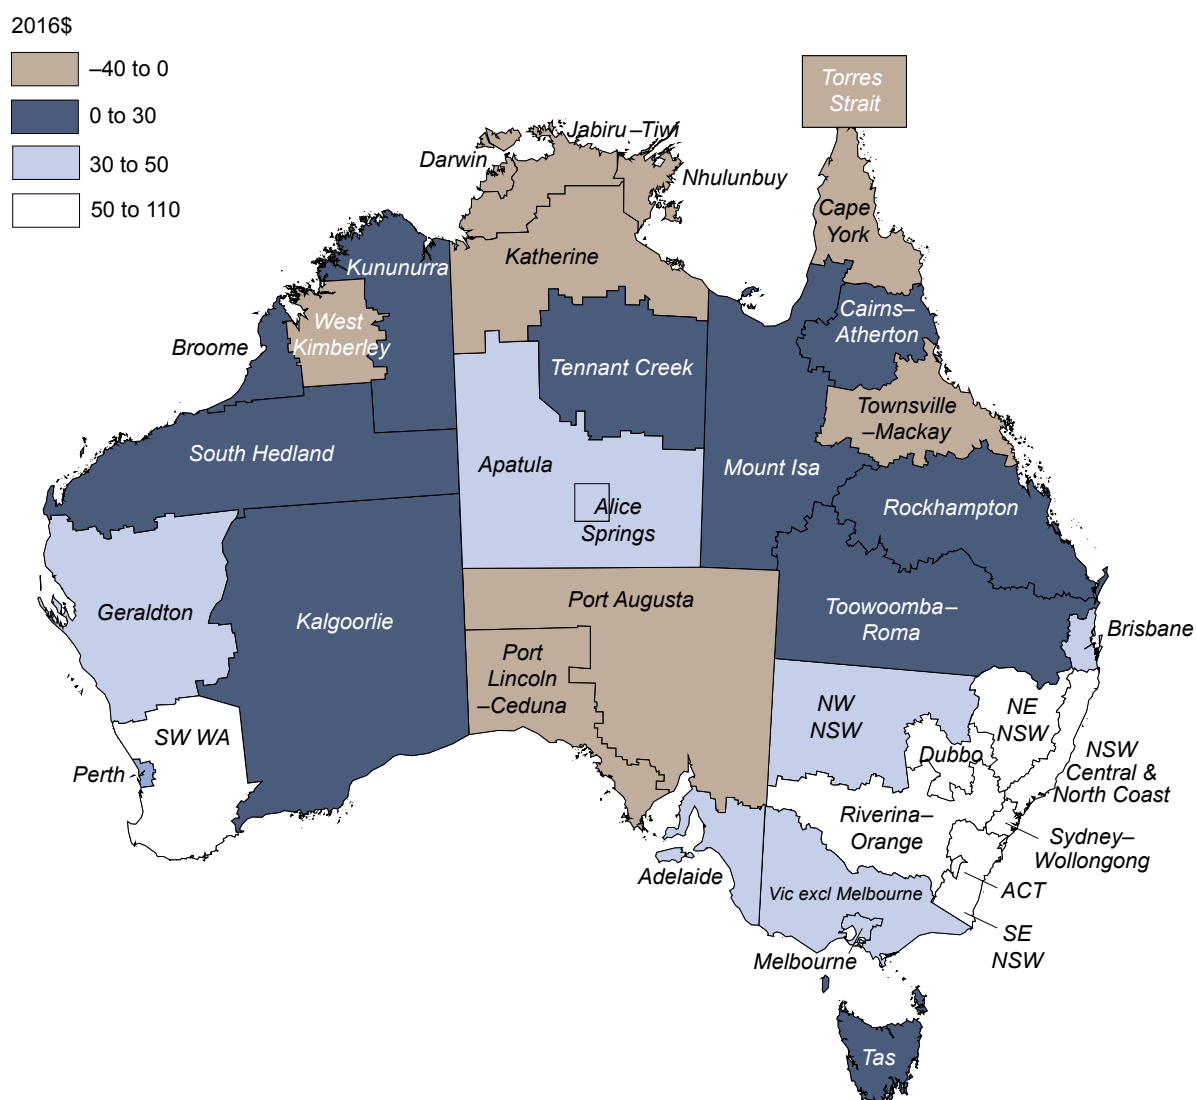 2016$
–40 to 0
0 to 30
30 to 50
50 to 110
Torres
Strait
Jabiru–Tiwi
Darwin
Nhulunbuy
Cape
York
Katherine
Kununurra
West
Kimberley
Broome
Cairns–
Atherton
Tennant Creek
Townsville
–Mackay
South Hedland
Apatula
Mount Isa
Alice
Springs
Rockhampton
Geraldton
Kalgoorlie
Port Augusta
Toowoomba–
Roma
Brisbane
Port
Lincoln
–Ceduna
NW
NSW
NE
NSW
SW WA
Perth
Dubbo
NSW
Central &
North Coast
Riverina–
Orange
Sydney–
Wollongong
Adelaide
Vic excl Melbourne
ACT
SE
NSW
Melbourne
Tas